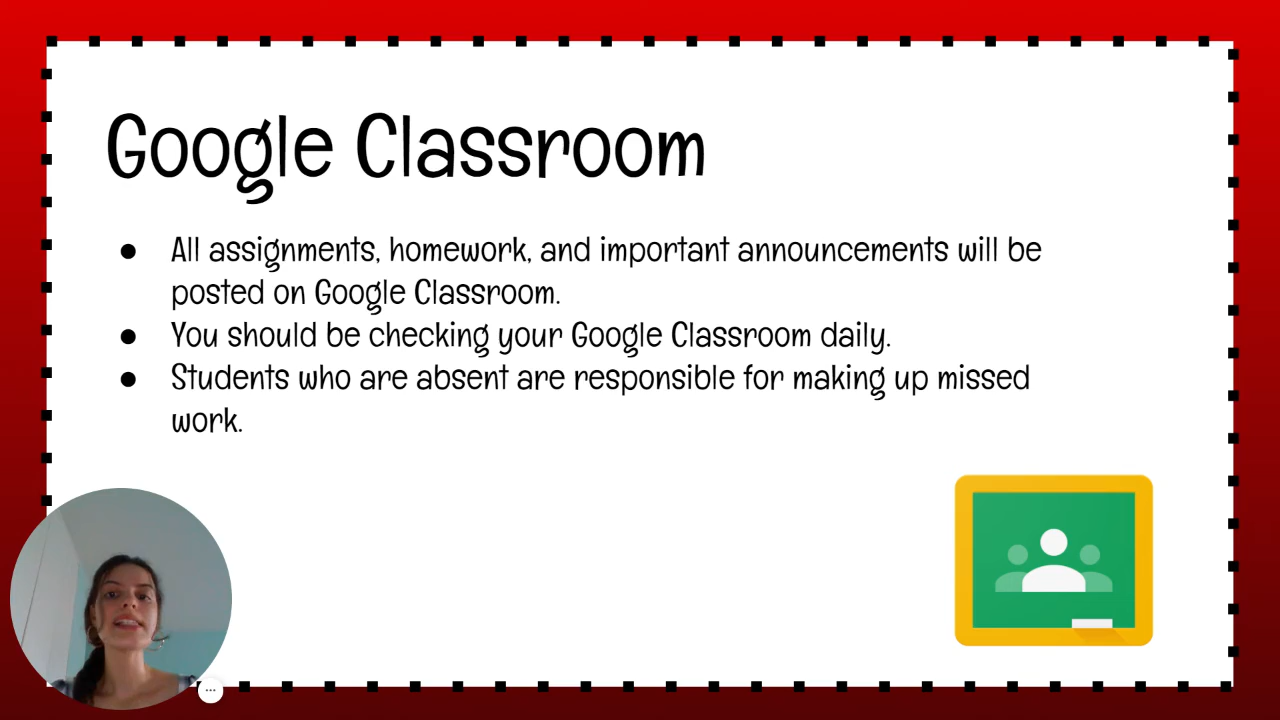 Google Classroom
● All assignments, homework, and important announcements will be
posted on Google Classroom.
● You should be checking your Google Classroom daily.
● Students who are absent are responsible for making up missed
work.